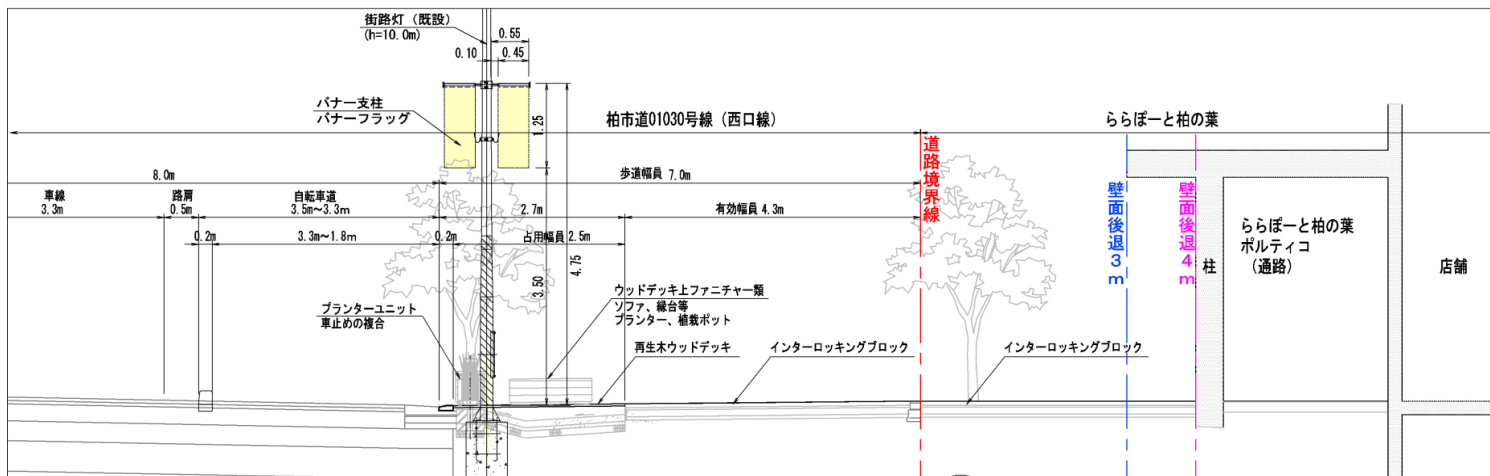 街路灯（既設）
(h=10.0m)
0.55
0.10
0.45
バナー支柱
バナーフラッグ
1.25
柏市道01030号線（西口線）
ららぽーと柏の葉
道路境界線
8.0m
歩道幅員 7.0m
車線
3.3m
路肩
0.5m
自転車道
3.5m～3.3m
2.7m
有効幅員 4.3m
壁面後退3m
壁面後退4m
0.2m
3.3m～1.8m
0.2m
占用幅員 2.5m
4.75
3.50
柱
ららぽーと柏の葉
ポルティコ
（通路）
店舗
プランターユニット
車止めの複合
ウッドデッキ上ファニチャー類
ソファ、縁台等
プランター、植栽ポット
再生木ウッドデッキ
インターロッキングブロック
インターロッキングブロック